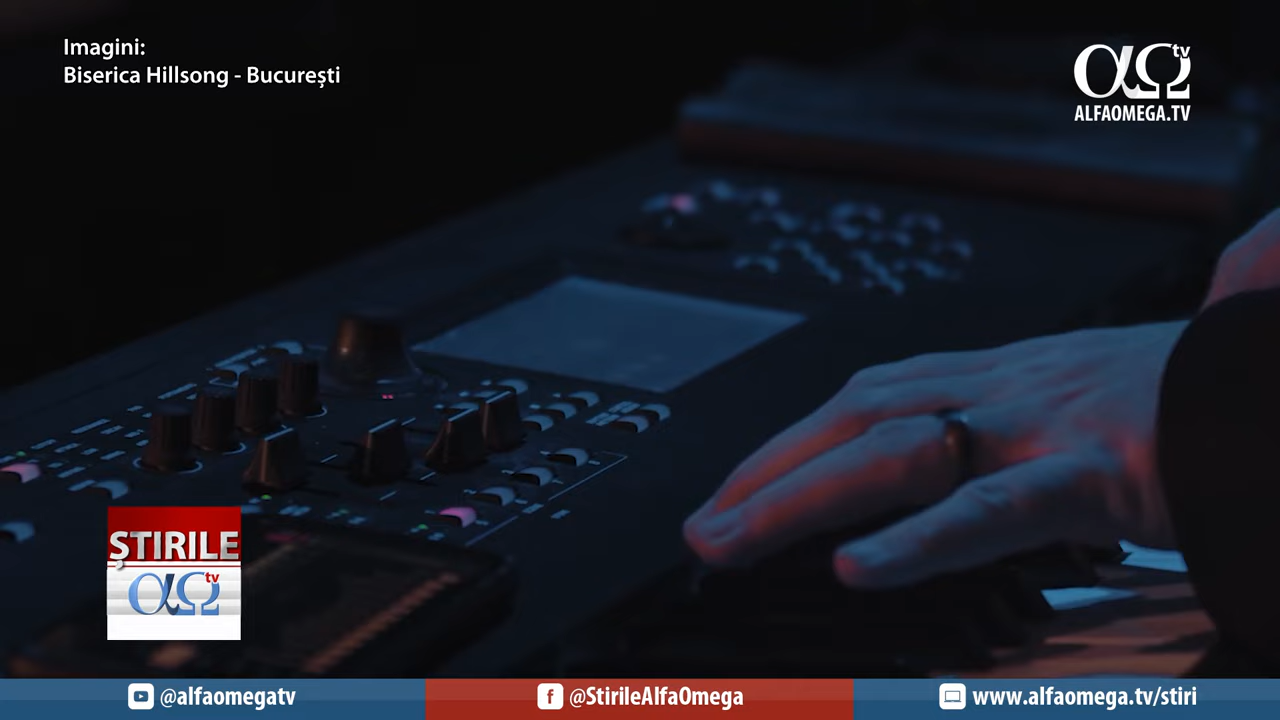 Imagini:
Biserica Hillsong - București
αΩ tv
ALFAOMEGA.TV
ȘTIRILE
αΩ tv
@alfaomegatv
@StirileAlfaOmega
www.alfaomega.tv/stiri